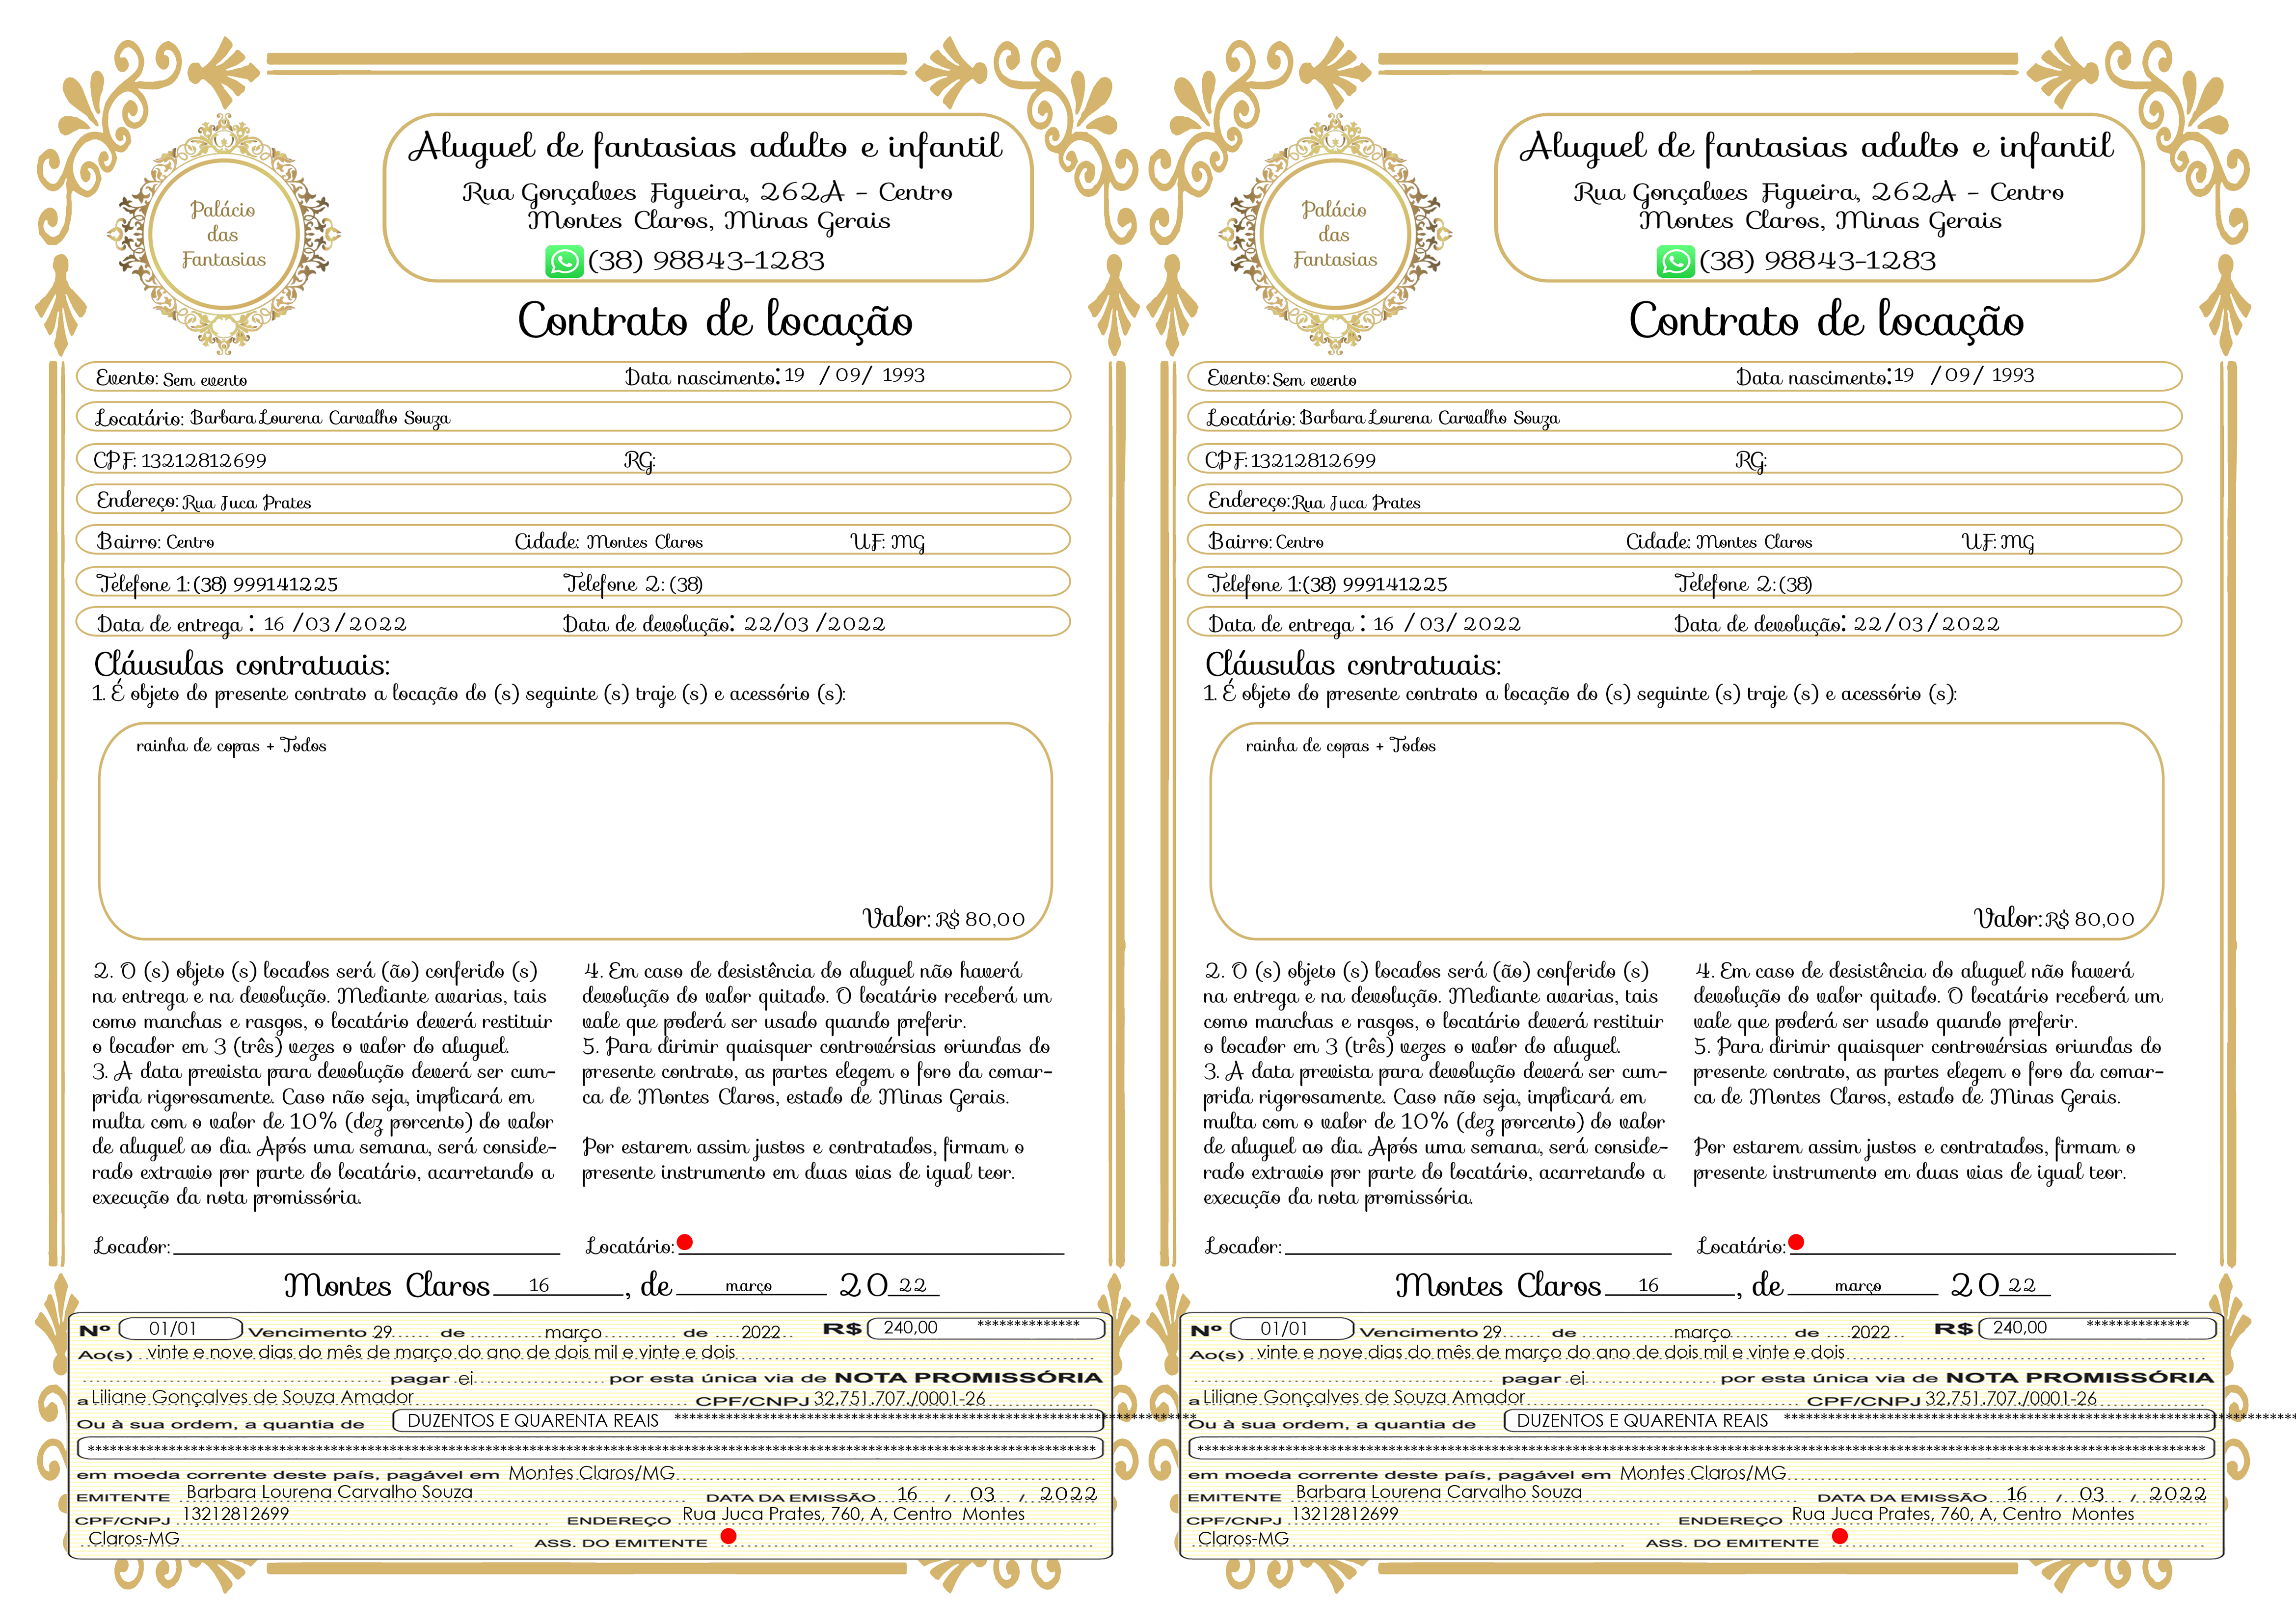 Palácio
das
Fantasias
Aluguel de fantasias adulto e infantil
Rua Gonçalves Figueira, 262A - Centro
Montes Claros, Minas Gerais
(38) 98843-1283
Contrato de locação
Evento: Sem evento Data nascimento: 19 / 09/ 1993
Locatário: Barbara Lourena Carvalho Souza
CPF: 13212812699 RG:
Endereço: Rua Juca Prates
Bairro: Centro Cidade: Montes Claros UF: MG
Telefone 1: (38) 999141225 Telefone 2: (38)
Data de entrega : 16 /03/2022 Data de devolução: 22/03 /2022
Cláusulas contratuais:
1. É objeto do presente contrato a locação do (s) seguinte (s) traje (s) e acessório (s):
rainha de copas + Todos
Valor: R$ 80,00
2. O (s) objeto (s) locados será (ão) conferido (s)
na entrega e na devolução. Mediante avarias, tais
como manchas e rasgos, o locatário deverá restituir
o locador em 3 (três) vezes o valor do aluguel.
3. A data prevista para devolução deverá ser cum-
prida rigorosamente. Caso não seja, implicará em
multa com o valor de 10% (dez porcento) do valor
de aluguel ao dia. Após uma semana, será conside-
rado extravio por parte do locatário, acarretando a
execução da nota promissória.
4. Em caso de desistência do aluguel não haverá
devolução do valor quitado. O locatário receberá um
vale que poderá ser usado quando preferir.
5. Para dirimir quaisquer controvérsias oriundas do
presente contrato, as partes elegem o foro da comar-
ca de Montes Claros, estado de Minas Gerais.
Por estarem assim justos e contratados, firmam o
presente instrumento em duas vias de igual teor.
Locador: Locatário:
Montes Claros 16, de março 2022
Nº 01/01 Vencimento 29 de março de 2022 R$ 240,00 **************
Ao(s) vinte e nove dias do mês de março do ano de dois mil e vinte e dois
pagar ei por esta única via de NOTA PROMISSÓRIA
a Liliane Gonçalves de Souza Amador CPF/CNPJ 32.751.707./0001-26
Ou à sua ordem, a quantia de DUZENTOS E QUARENTA REAIS
em moeda corrente deste país, pagável em Montes Claros/MG
EMITENTE Barbara Lourena Carvalho Souza DATA DA EMISSÃO 16 / 03 / 2022
CPF/CNPJ 13212812699 ENDEREÇO Rua Juca Prates, 760, A, Centro Montes
Claros-MG ASS. DO EMITENTE
Palácio
das
Fantasias
Aluguel de fantasias adulto e infantil
Rua Gonçalves Figueira, 262A - Centro
Montes Claros, Minas Gerais
(38) 98843-1283
Contrato de locação
Evento: Sem evento Data nascimento: 19 / 09/ 1993
Locatário: Barbara Lourena Carvalho Souza
CPF: 13212812699 RG:
Endereço: Rua Juca Prates
Bairro: Centro Cidade: Montes Claros UF: MG
Telefone 1: (38) 999141225 Telefone 2: (38)
Data de entrega : 16 / 03/ 2022 Data de devolução: 22/03/2022
Cláusulas contratuais:
1. É objeto do presente contrato a locação do (s) seguinte (s) traje (s) e acessório (s):
rainha de copas + Todos
Valor: R$ 80,00
2. O (s) objeto (s) locados será (ão) conferido (s)
na entrega e na devolução. Mediante avarias, tais
como manchas e rasgos, o locatário deverá restituir
o locador em 3 (três) vezes o valor do aluguel.
3. A data prevista para devolução deverá ser cum-
prida rigorosamente. Caso não seja, implicará em
multa com o valor de 10% (dez porcento) do valor
de aluguel ao dia. Após uma semana, será conside-
rado extravio por parte do locatário, acarretando a
execução da nota promissória.
4. Em caso de desistência do aluguel não haverá
devolução do valor quitado. O locatário receberá um
vale que poderá ser usado quando preferir.
5. Para dirimir quaisquer controvérsias oriundas do
presente contrato, as partes elegem o foro da comar-
ca de Montes Claros, estado de Minas Gerais.
Por estarem assim justos e contratados, firmam o
presente instrumento em duas vias de igual teor.
Locador: Locatário:
Montes Claros 16, de março 2022
Nº 01/01 Vencimento 29 de março de 2022 R$ 240,00 **************
Ao(s) vinte e nove dias do mês de março do ano de dois mil e vinte e dois
pagar ei por esta única via de NOTA PROMISSÓRIA
a Liliane Gonçalves de Souza Amador CPF/CNPJ 32.751.707./0001-26
Ou à sua ordem, a quantia de DUZENTOS E QUARENTA REAIS
em moeda corrente deste país, pagável em Montes Claros/MG
EMITENTE Barbara Lourena Carvalho Souza DATA DA EMISSÃO 16 / 03 / 2022
CPF/CNPJ 13212812699 ENDEREÇO Rua Juca Prates, 760, A, Centro Montes
Claros-MG ASS. DO EMITENTE